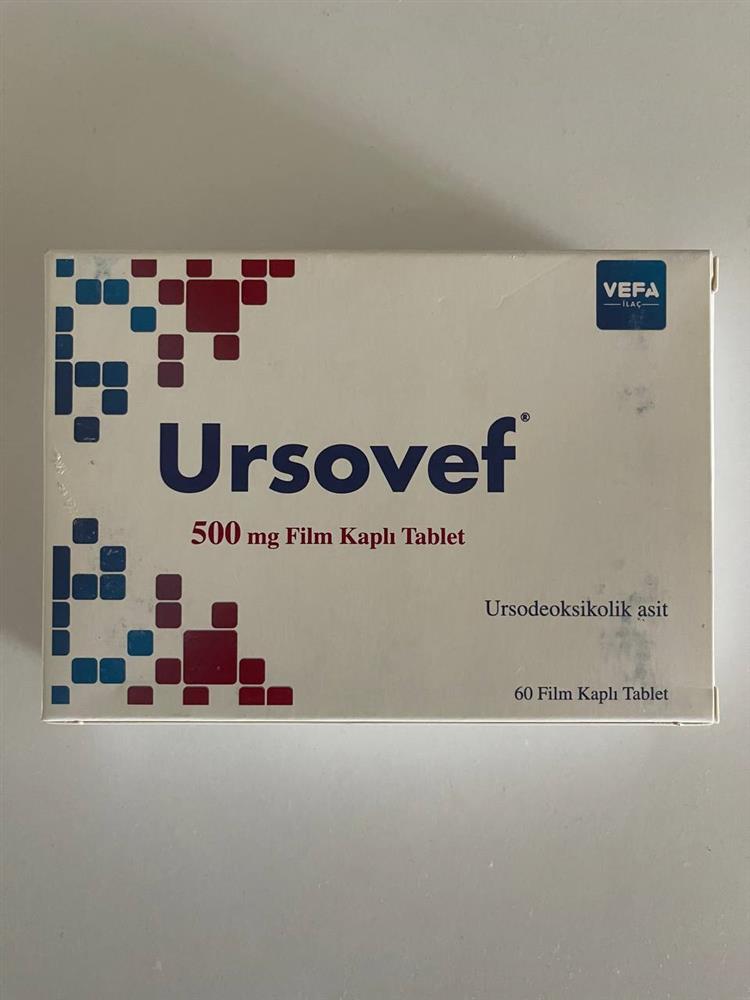 VEFA
İLAÇ
Ursovef®
500 mg Film Kaplı Tablet
Ursodeoksikolik asit
60 Film Kaplı Tablet